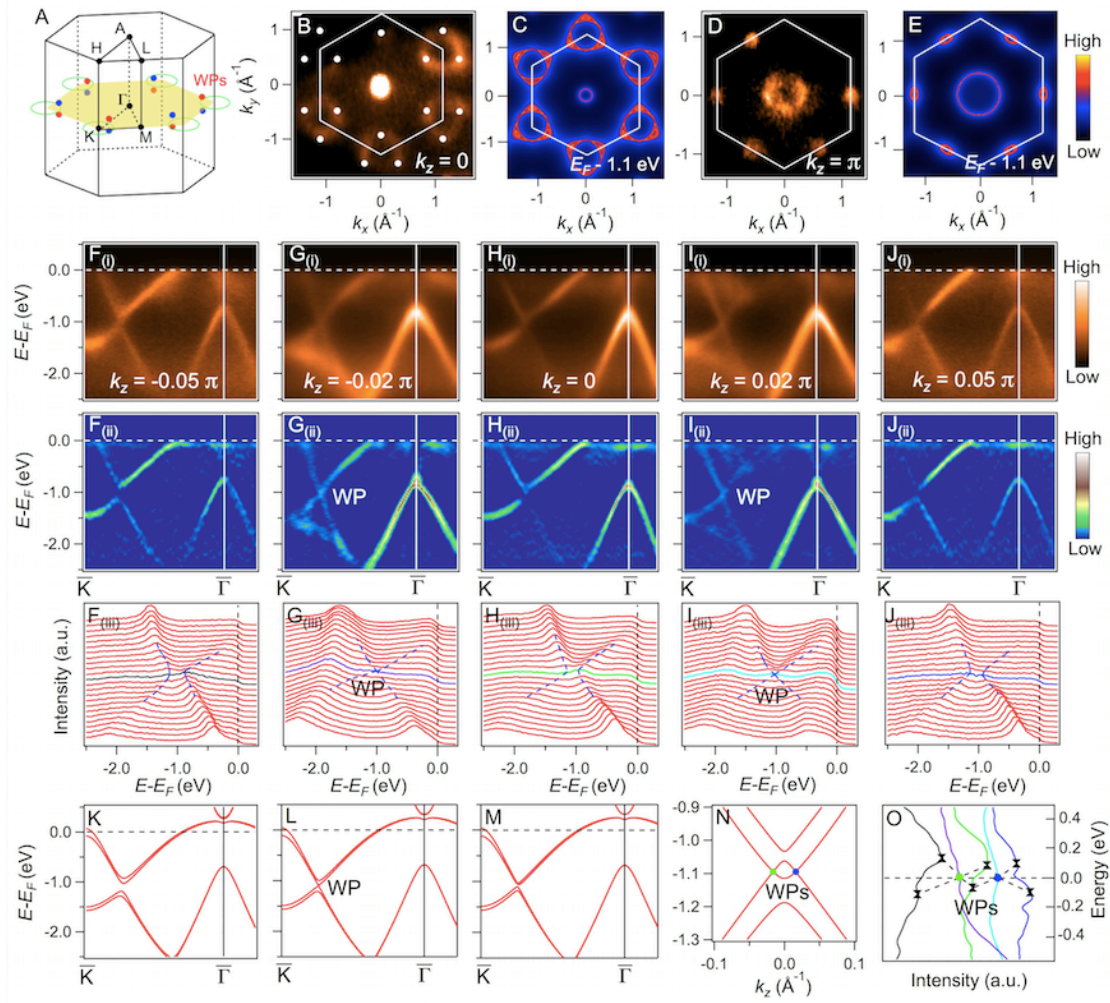 A
A
H
L
WPs
Γ
K
M
B
1
0
-1
k_y (Å⁻¹)
k_z = 0
-1 0 1
k_x (Å⁻¹)
C
1
0
-1
E_F - 1.1 eV
-1 0 1
k_x (Å⁻¹)
D
1
0
-1
k_z = π
-1 0 1
k_x (Å⁻¹)
E
1
0
-1
E_F - 1.1 eV
-1 0 1
k_x (Å⁻¹)
High
Low
E-E_F (eV)
0.0
-1.0
-2.0
F(i)
k_z = -0.05 π
G(i)
k_z = -0.02 π
H(i)
k_z = 0
I(i)
k_z = 0.02 π
J(i)
k_z = 0.05 π
High
Low
E-E_F (eV)
0.0
-1.0
-2.0
F(ii)
G(ii)
WP
H(ii)
I(ii)
WP
J(ii)
High
Low
K̅ Γ̅
K̅ Γ̅
Intensity (a.u.)
F(iii)
G(iii)
WP
H(iii)
I(iii)
WP
J(iii)
-2.0 -1.0 0.0
-2.0 -1.0 0.0
-2.0 -1.0 0.0
-2.0 -1.0 0.0
-2.0 -1.0 0.0
E-E_F (eV)
E-E_F (eV)
E-E_F (eV)
E-E_F (eV)
E-E_F (eV)
E-E_F (eV)
0.0
-1.0
-2.0
K
K̅ Γ̅
L
WP
K̅ Γ̅
M
K̅ Γ̅
N
-0.9
-1.0
-1.1
-1.2
-1.3
WPs
-0.1 0.0 0.1
k_z (Å⁻¹)
O
WPs
0.4
0.2
0.0
-0.2
-0.4
Energy (eV)
Intensity (a.u.)